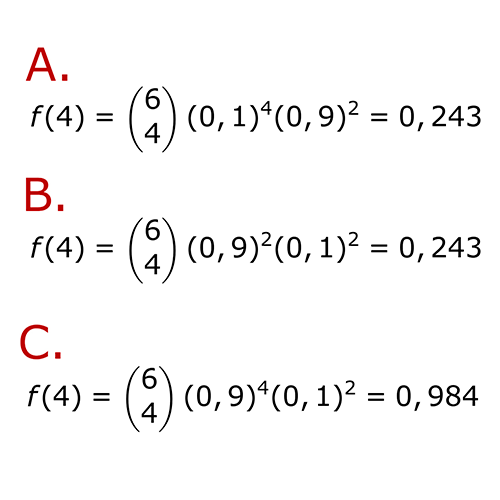 A.
f(4) = (6 4) (0,1)⁴(0,9)² = 0,243
B.
f(4) = (6 4) (0,9)²(0,1)² = 0,243
C.
f(4) = (6 4) (0,9)⁴(0,1)² = 0,984